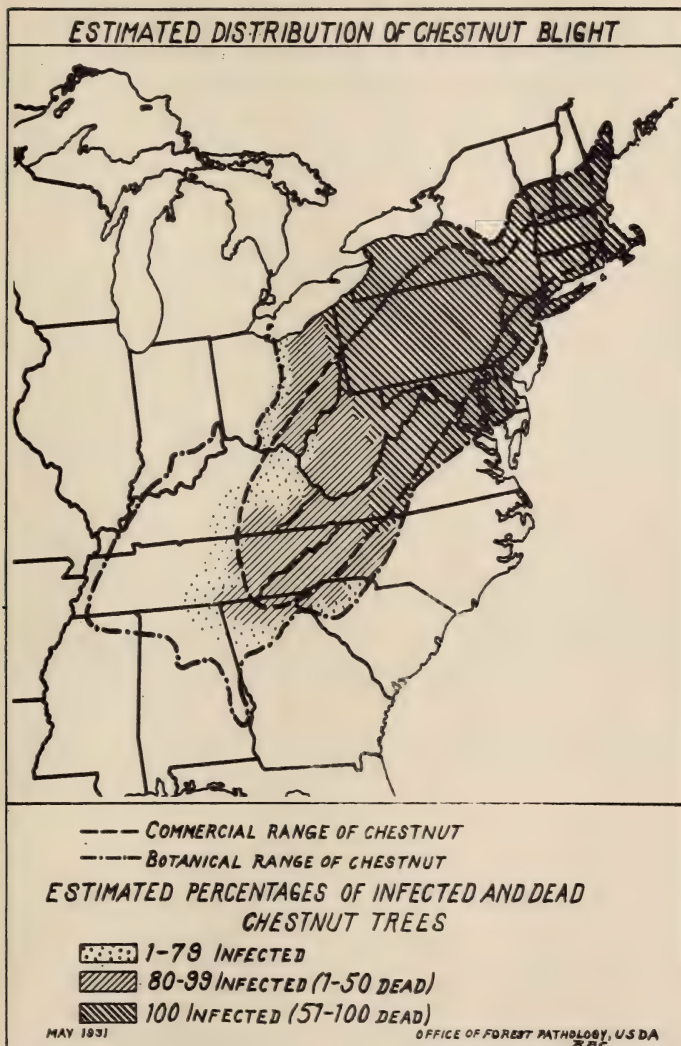 ESTIMATED DISTRIBUTION OF CHESTNUT BLIGHT
COMMERCIAL RANGE OF CHESTNUT
BOTANICAL RANGE OF CHESTNUT
ESTIMATED PERCENTAGES OF INFECTED AND DEAD
CHESTNUT TREES
1-79 INFECTED
80-99 INFECTED (1-50 DEAD)
100 INFECTED (51-100 DEAD)
MAY 1931
OFFICE OF FOREST PATHOLOGY, USDA